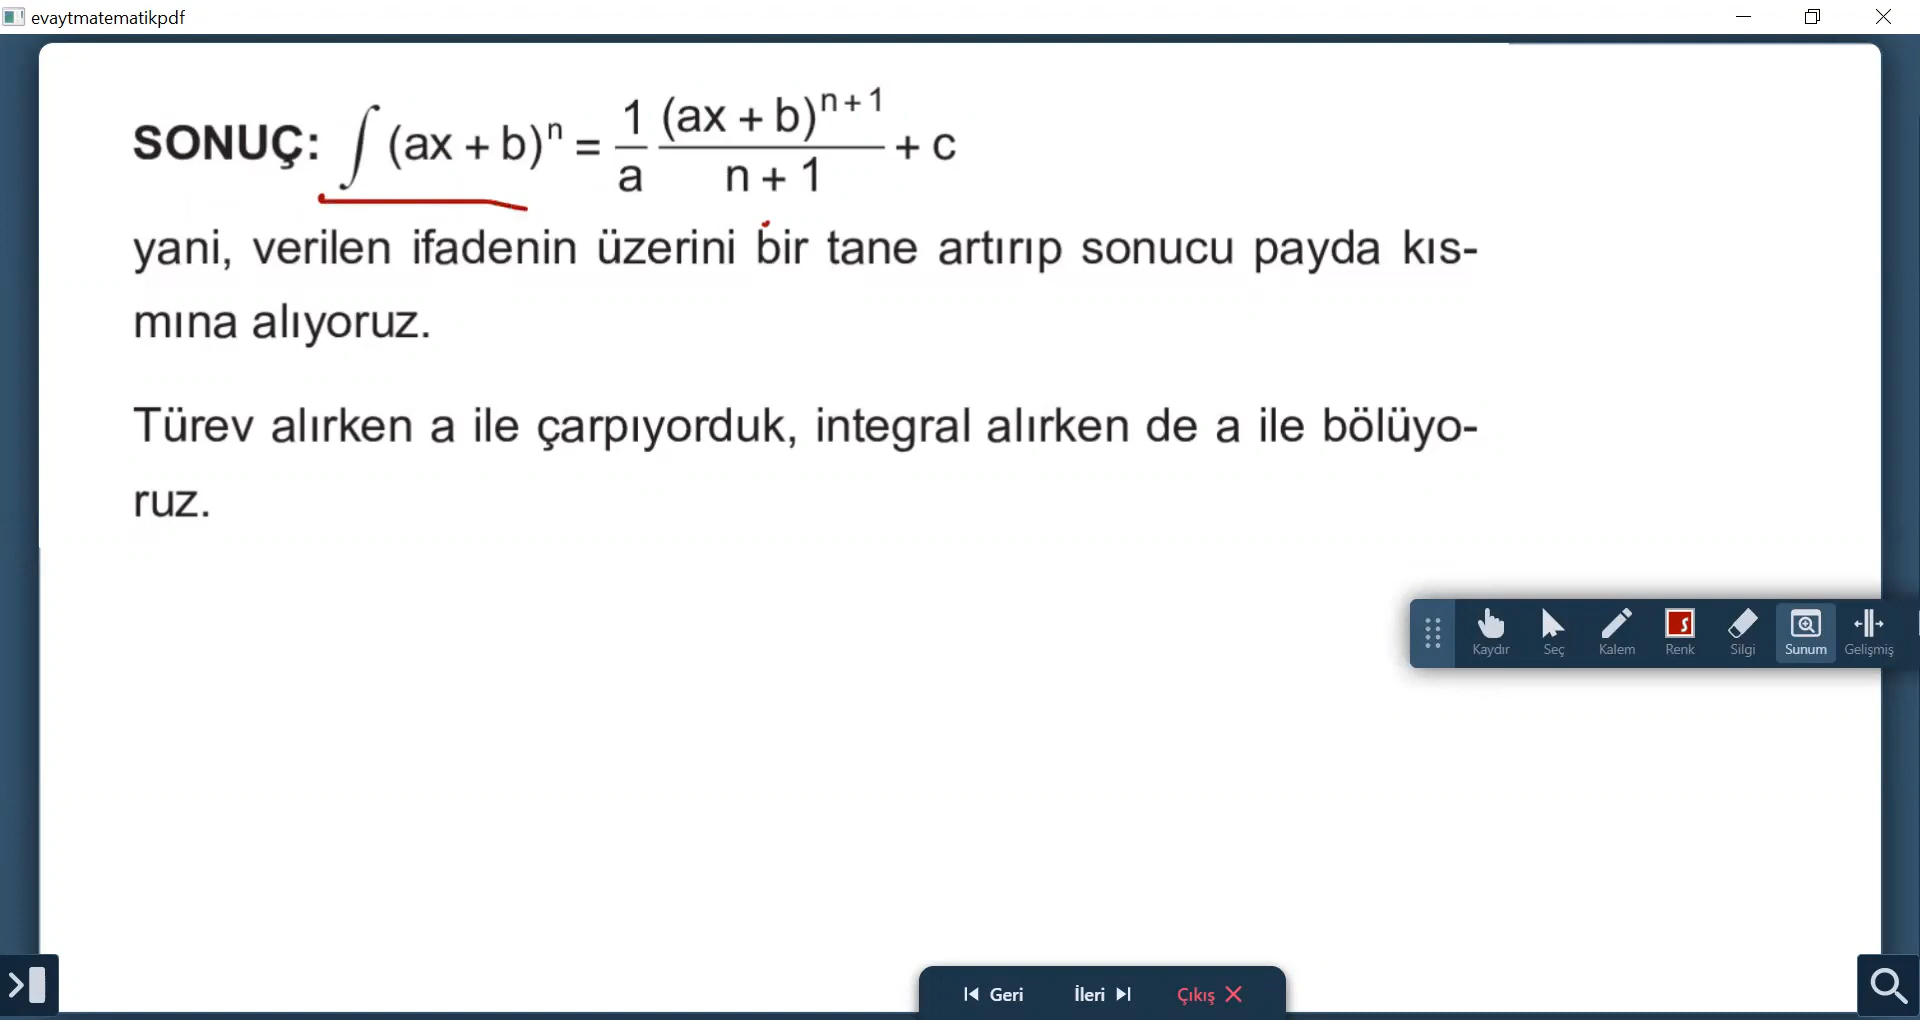 evaytmatematikpdf
SONUÇ: ∫ (ax + b)ⁿ = 1/a (ax + b)ⁿ⁺¹/(n + 1) + c
yani, verilen ifadenin üzerini bir tane artırıp sonucu payda kıs-
mına alıyoruz.
Türev alırken a ile çarpıyorduk, integral alırken de a ile bölüyo-
ruz.
Kaydır Seç Kalem Renk Silgi Sunum Gelişmiş
Geri İleri Çıkış